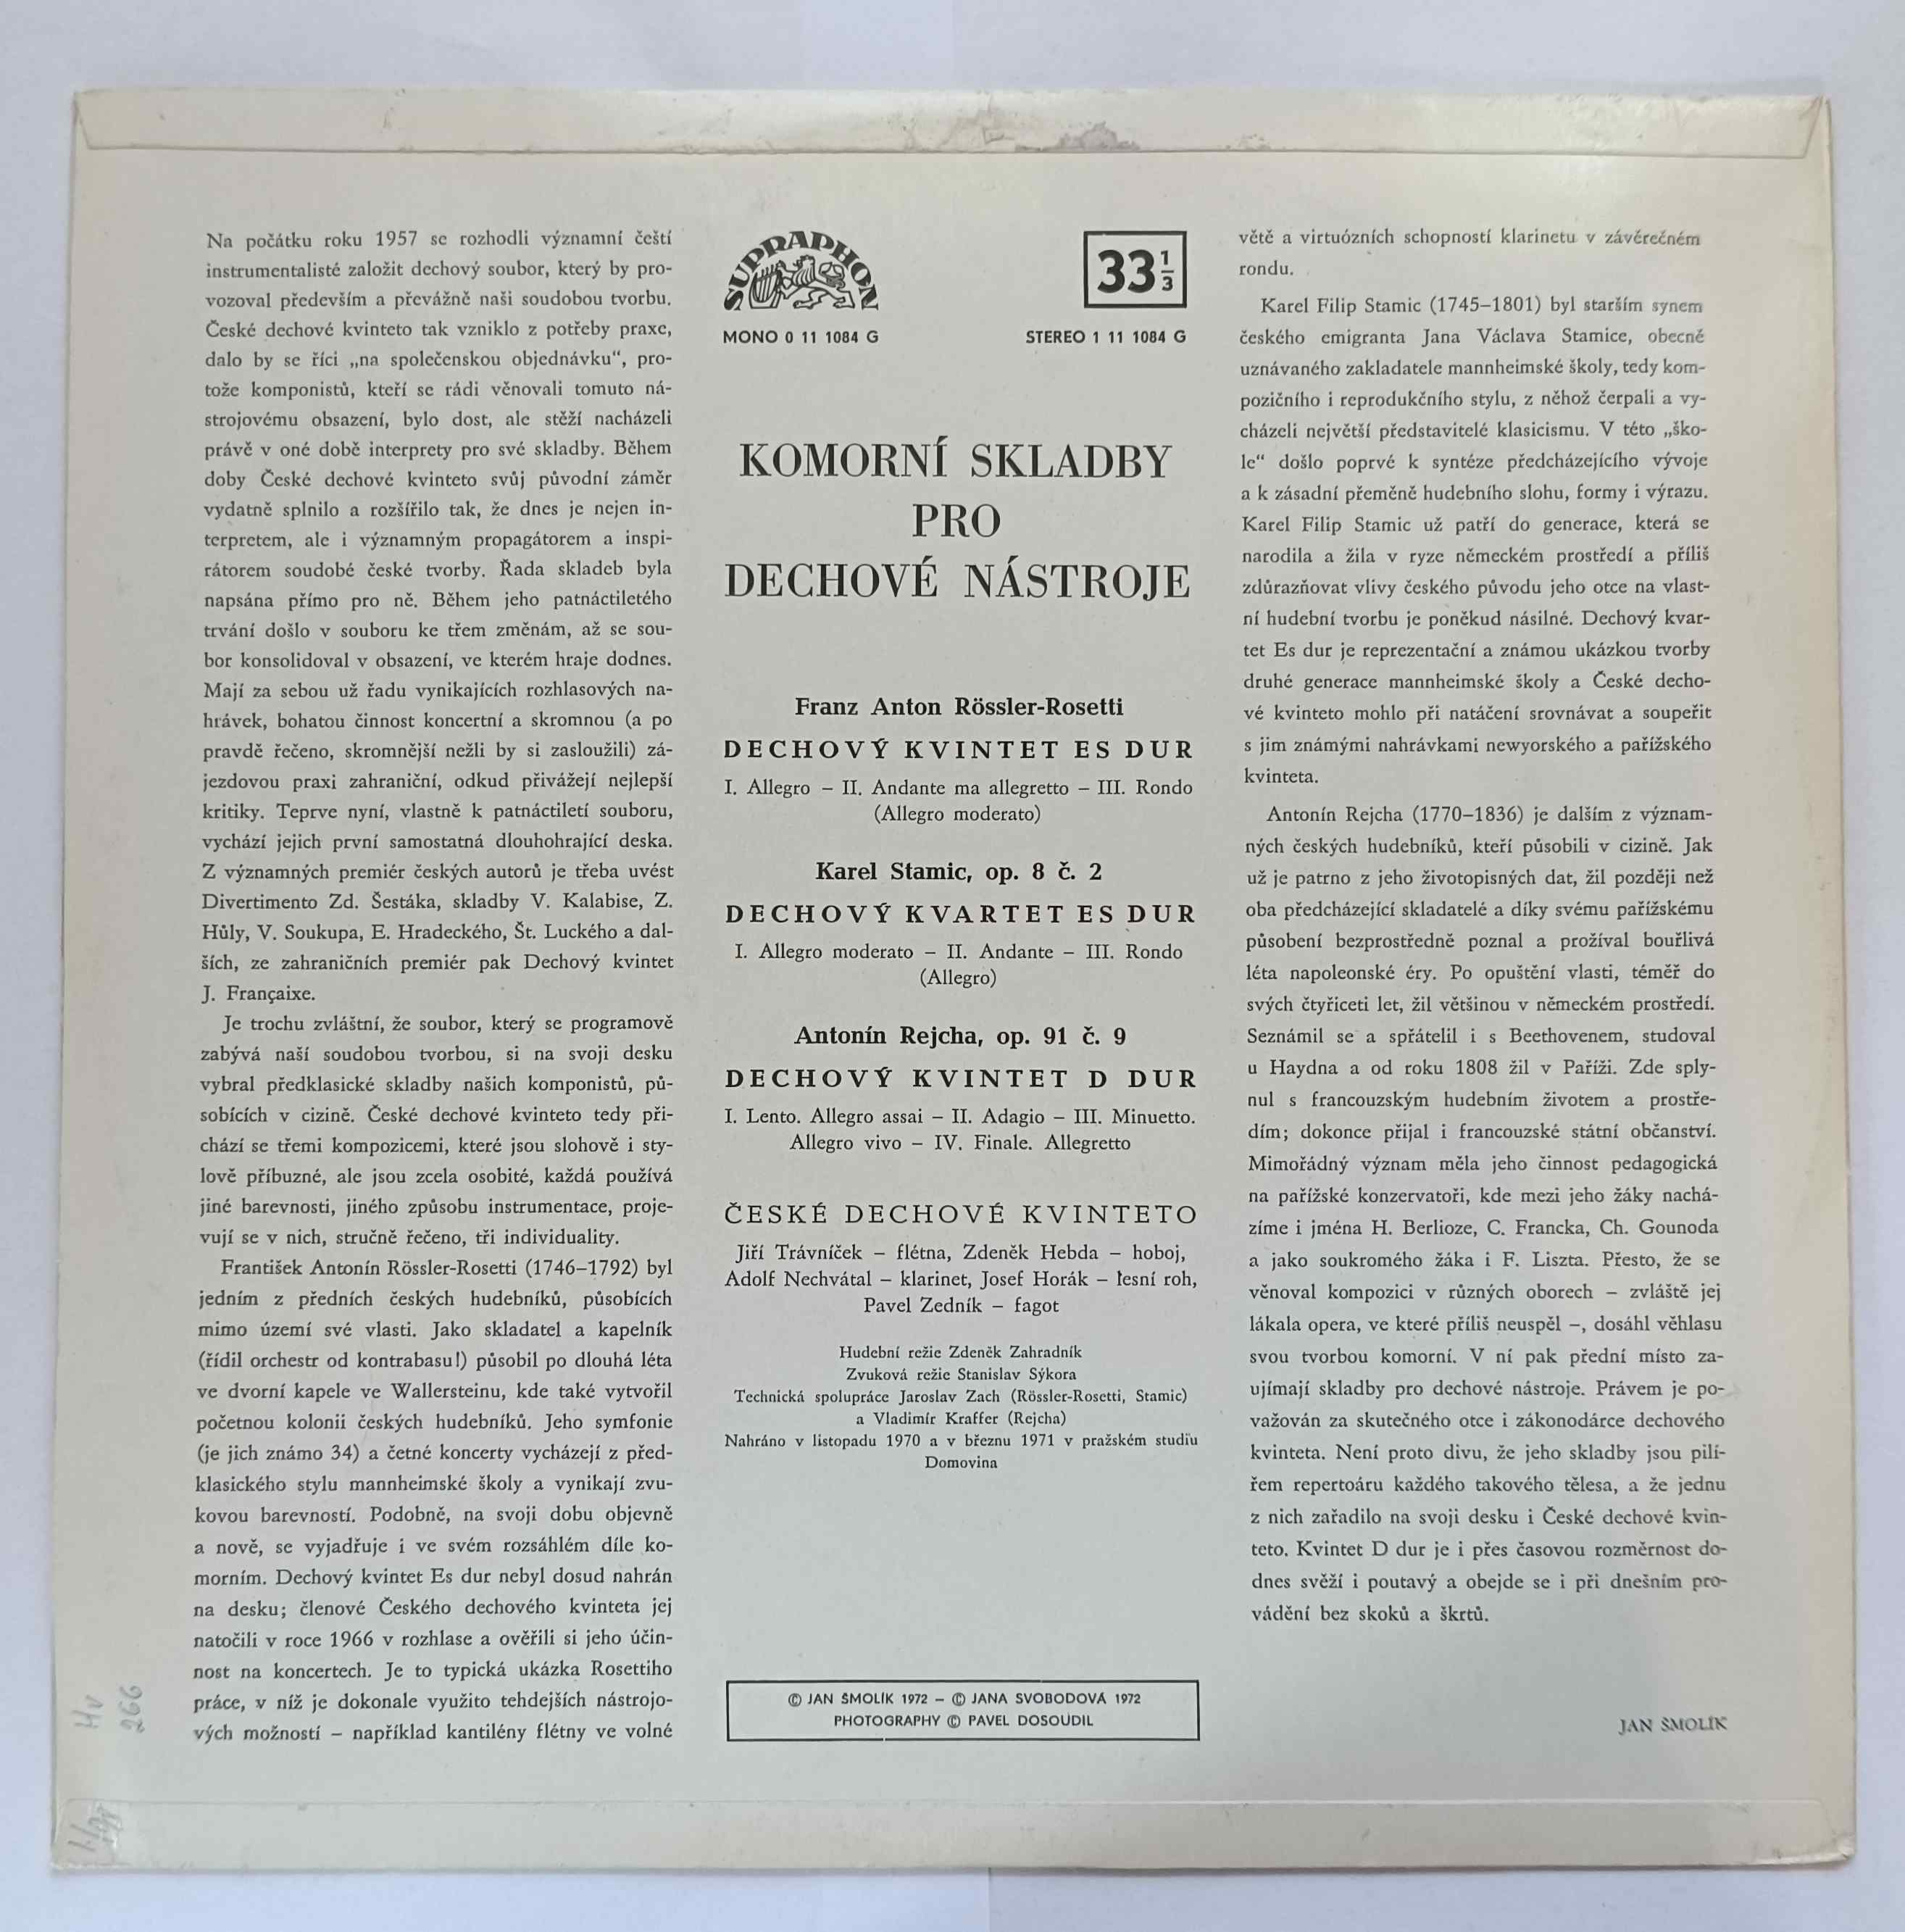 Na počátku roku 1957 se rozhodli významní čeští
instrumentalisté založit dechový soubor, který by pro-
vozoval především a převážně naši soudobou tvorbu.
České dechové kvinteto tak vzniklo z potřeby praxe,
dalo by se říci „na společenskou objednávku“, pro-
tože komponistů, kteří se rádi věnovali tomuto ná-
strojovému obsazení, bylo dost, ale stěží nacházeli
právě v oné době interprety pro své skladby. Během
doby České dechové kvinteto svůj původní záměr
vydatně splnilo a rozšířilo tak, že dnes je nejen in-
terpretem, ale i významným propagátorem a inspi-
rátorem soudobé české tvorby. Řada skladeb byla
napsána přímo pro ně. Během jeho patnáctiletého
trvání došlo v souboru ke třem změnám, až se sou-
bor konsolidoval v obsazení, ve kterém hraje dodnes.
Mají za sebou už řadu vynikajících rozhlasových na-
hrávek, bohatou činnost koncertní a skromnou (a po
pravdě řečeno, skromnější nežli by si zasloužili) zá-
jezdovou praxi zahraniční, odkud přivážejí nejlepší
kritiky. Teprve nyní, vlastně k patnáctiletí souboru,
vychází jejich první samostatná dlouhohrající deska.
Z významných premiér českých autorů je třeba uvést
Divertimento Zd. Šestáka, skladby V. Kalabise, Z.
Hůly, V. Soukupa, E. Hradeckého, Št. Luckého a dal-
ších, ze zahraničních premiér pak Dechový kvintet
J. Françaixe.
Je trochu zvláštní, že soubor, který se programově
zabývá naší soudobou tvorbou, si na svoji desku
vybral předklasické skladby našich komponistů, pů-
sobících v cizině. České dechové kvinteto tedy při-
chází se třemi kompozicemi, které jsou slohově i sty-
lově příbuzné, ale jsou zcela osobité, každá používá
jiné barevnosti, jiného způsobu instrumentace, proje-
vují se v nich, stručně řečeno, tři individuality.
František Antonín Rössler-Rosetti (1746–1792) byl
jedním z předních českých hudebníků, působících
mimo území své vlasti. Jako skladatel a kapelník
(řídil orchestr od kontrabasu!) působil po dlouhá léta
ve dvorní kapele ve Wallersteinu, kde také vytvořil
početnou kolonii českých hudebníků. Jeho symfonie
(je jich známo 34) a četné koncerty vycházejí z před-
klasického stylu mannheimské školy a vynikají zvu-
kovou barevností. Podobně, na svoji dobu objevně
a nově, se vyjadřuje i ve svém rozsáhlém díle ko-
morním. Dechový kvintet Es dur nebyl dosud nahrán
na desku; členové Českého dechového kvinteta jej
natočili v roce 1966 v rozhlase a ověřili si jeho účin-
nost na koncertech. Je to typická ukázka Rosettiho
práce, v níž je dokonale využito tehdejších nástrojo-
vých možností – například kantilény flétny ve volné
SUPRAPHON
33 1/3
MONO 0 11 1084 G
STEREO 1 11 1084 G
KOMORNÍ SKLADBY
PRO
DECHOVÉ NÁSTROJE
Franz Anton Rössler-Rosetti
DECHOVÝ KVINTET ES DUR
I. Allegro – II. Andante ma allegretto – III. Rondo
(Allegro moderato)
Karel Stamic, op. 8 č. 2
DECHOVÝ KVARTET ES DUR
I. Allegro moderato – II. Andante – III. Rondo
(Allegro)
Antonín Rejcha, op. 91 č. 9
DECHOVÝ KVINTET D DUR
I. Lento. Allegro assai – II. Adagio – III. Minuetto.
Allegro vivo – IV. Finale. Allegretto
ČESKÉ DECHOVÉ KVINTETO
Jiří Trávníček – flétna, Zdeněk Hebda – hoboj,
Adolf Nechvátal – klarinet, Josef Horák – lesní roh,
Pavel Zedník – fagot
Hudební režie Zdeněk Zahradník
Zvuková režie Stanislav Sýkora
Technická spolupráce Jaroslav Zach (Rössler-Rosetti, Stamic)
a Vladimír Kraffer (Rejcha)
Nahráno v listopadu 1970 a v březnu 1971 v pražském studiu
Domovina
© JAN ŠMOLÍK 1972 – © JANA SVOBODOVÁ 1972
PHOTOGRAPHY © PAVEL DOSOUDIL
větě a virtuózních schopností klarinetu v závěrečném
rondu.
Karel Filip Stamic (1745–1801) byl starším synem
českého emigranta Jana Václava Stamice, obecně
uznávaného zakladatele mannheimské školy, tedy kom-
pozičního i reprodukčního stylu, z něhož čerpali a vy-
cházeli největší představitelé klasicismu. V této „ško-
le“ došlo poprvé k syntéze předcházejícího vývoje
a k zásadní přeměně hudebního slohu, formy i výrazu.
Karel Filip Stamic už patří do generace, která se
narodila a žila v ryze německém prostředí a příliš
zdůrazňovat vlivy českého původu jeho otce na vlast-
ní hudební tvorbu je poněkud násilné. Dechový kvar-
tet Es dur je reprezentační a známou ukázkou tvorby
druhé generace mannheimské školy a České decho-
vé kvinteto mohlo při natáčení srovnávat a soupeřit
s jim známými nahrávkami newyorského a pařížského
kvinteta.
Antonín Rejcha (1770–1836) je dalším z význam-
ných českých hudebníků, kteří působili v cizině. Jak
už je patrno z jeho životopisných dat, žil později než
oba předcházející skladatelé a díky svému pařížskému
působení bezprostředně poznal a prožíval bouřlivá
léta napoleonské éry. Po opuštění vlasti, téměř do
svých čtyřiceti let, žil většinou v německém prostředí.
Seznámil se a spřátelil i s Beethovenem, studoval
u Haydna a od roku 1808 žil v Paříži. Zde sply-
nul s francouzským hudebním životem a prostře-
dím; dokonce přijal i francouzské státní občanství.
Mimořádný význam měla jeho činnost pedagogická
na pařížské konzervatoři, kde mezi jeho žáky nachá-
zíme i jména H. Berlioze, C. Francka, Ch. Gounoda
a jako soukromého žáka i F. Liszta. Přesto, že se
věnoval kompozici v různých oborech – zvláště jej
lákala opera, ve které příliš neuspěl –, dosáhl věhlasu
svou tvorbou komorní. V ní pak přední místo za-
ujímají skladby pro dechové nástroje. Právem je po-
važován za skutečného otce i zákonodárce dechového
kvinteta. Není proto divu, že jeho skladby jsou pilí-
řem repertoáru každého takového tělesa, a že jednu
z nich zařadilo na svoji desku i České dechové kvin-
teto. Kvintet D dur je i přes časovou rozměrnost do-
dnes svěží i poutavý a obejde se i při dnešním pro-
vádění bez skoků a škrtů.
JAN ŠMOLÍK
Hv
266